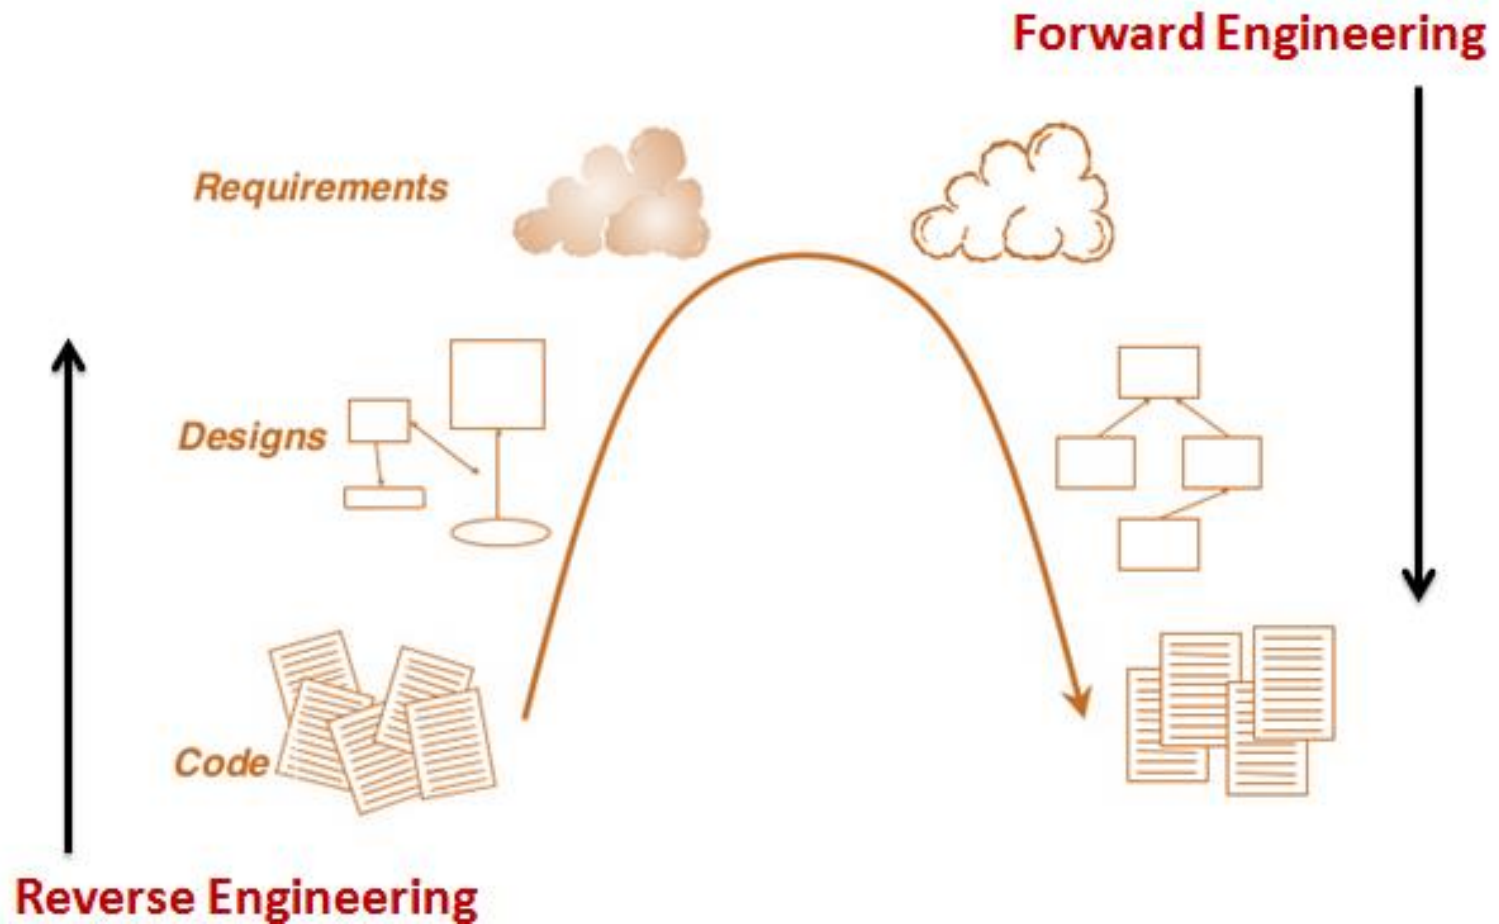 Forward Engineering
Requirements
Designs
Code
Reverse Engineering